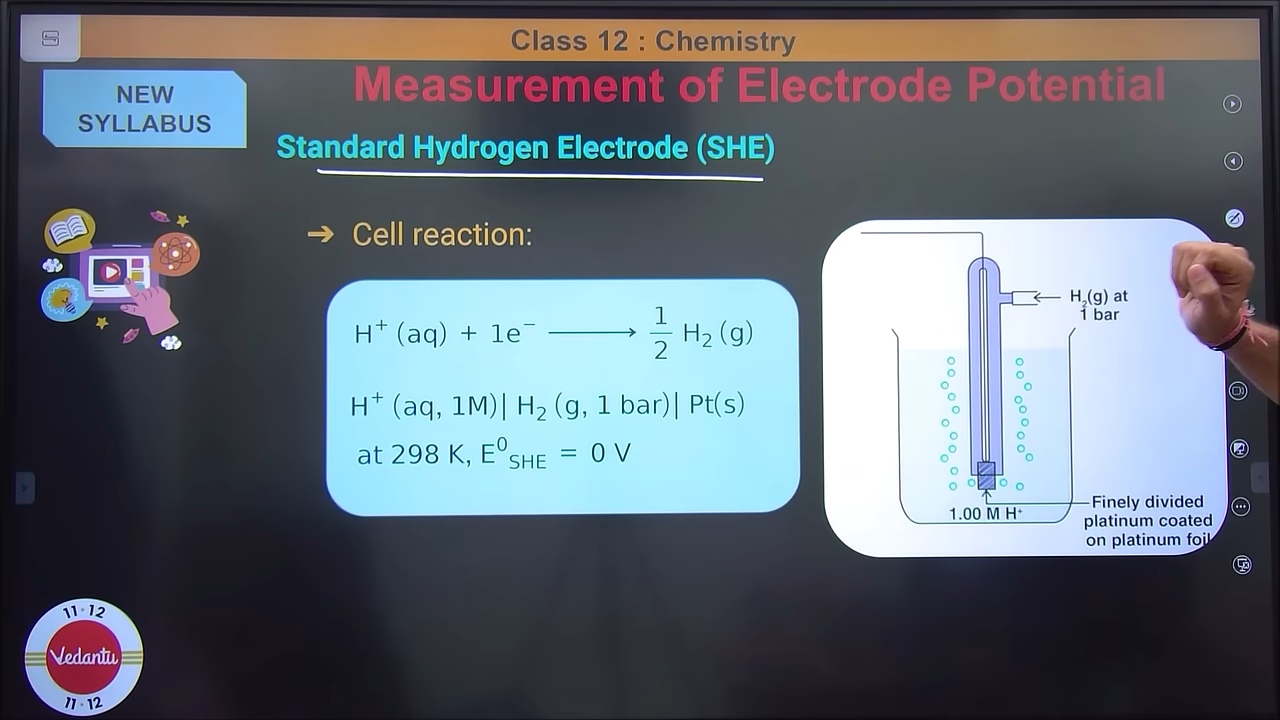 Class 12 : Chemistry
NEW
SYLLABUS
Measurement of Electrode Potential
Standard Hydrogen Electrode (SHE)
➔ Cell reaction:
H⁺ (aq) + 1e⁻ ⟶ 1/2 H₂ (g)
H⁺ (aq, 1M)| H₂ (g, 1 bar)| Pt(s)
at 298 K, E⁰SHE = 0 V
H₂(g) at
1 bar
1.00 M H⁺
Finely divided
platinum coated
on platinum foil
11·12
Vedantu
11·12